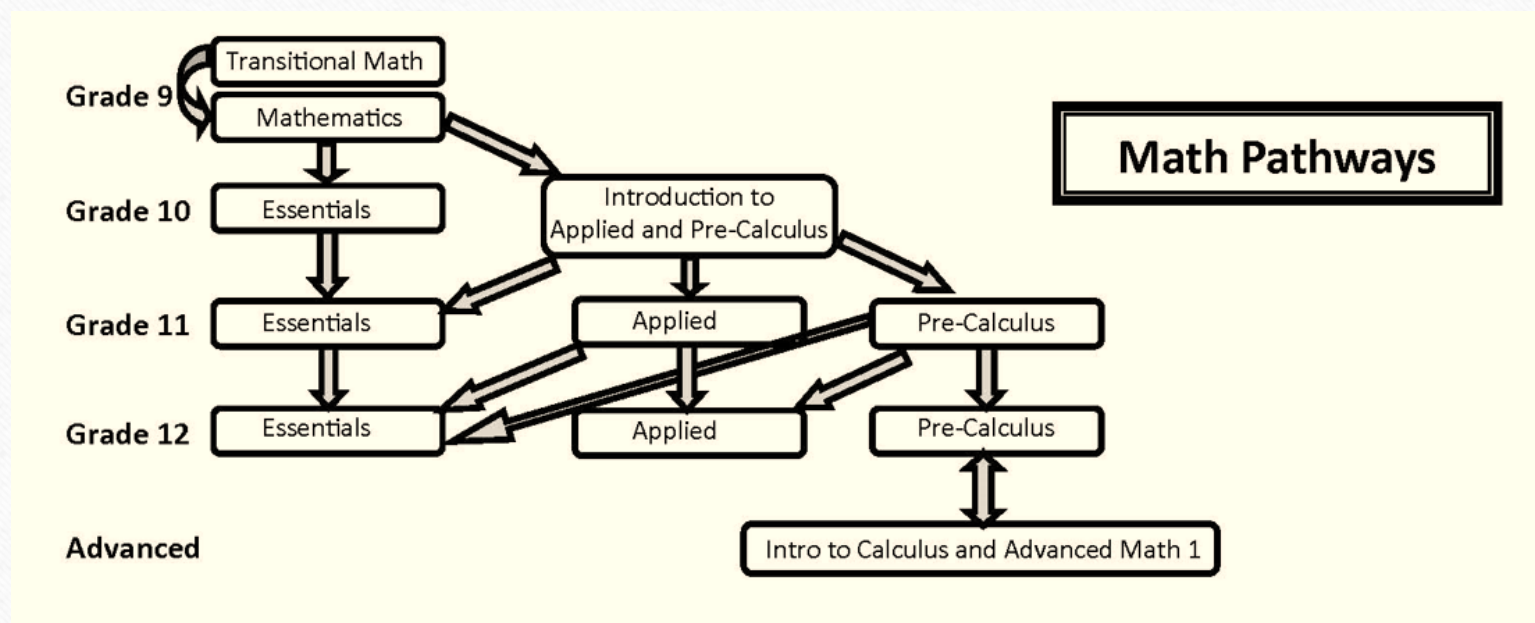 Transitional Math
Grade 9
Mathematics
Math Pathways
Grade 10
Essentials
Introduction to
Applied and Pre-Calculus
Grade 11
Essentials
Applied
Pre-Calculus
Grade 12
Essentials
Applied
Pre-Calculus
Advanced
Intro to Calculus and Advanced Math 1